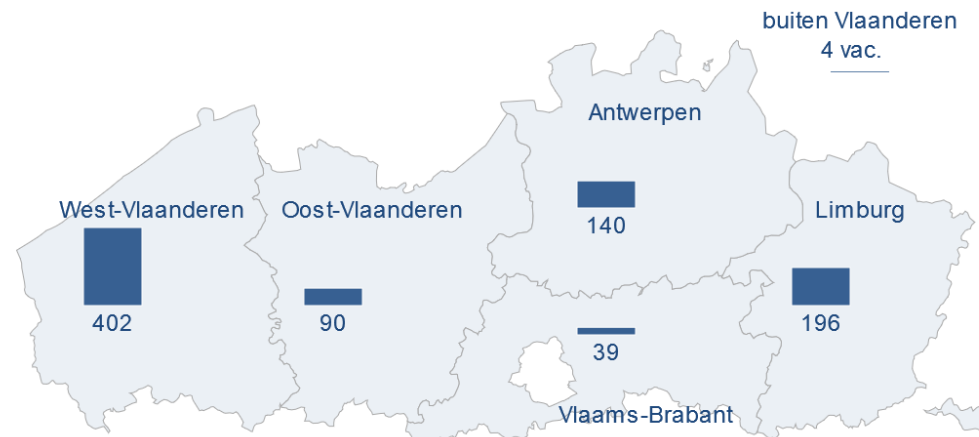 buiten Vlaanderen
4 vac.
Antwerpen
140
West-Vlaanderen
402
Oost-Vlaanderen
90
Limburg
196
39
Vlaams-Brabant